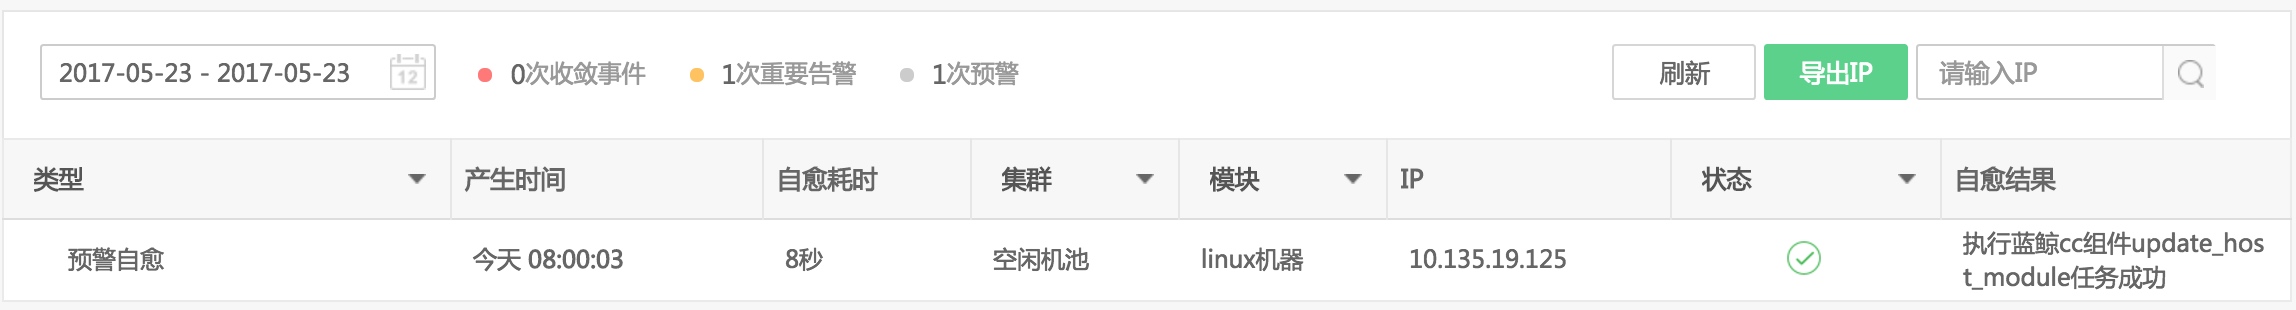 2017-05-23 - 2017-05-23 12 0次收敛事件 1次重要告警 1次预警 刷新 导出IP 请输入IP
类型 产生时间 自愈耗时 集群 模块 IP 状态 自愈结果
预警自愈 今天 08:00:03 8秒 空闲机池 linux机器 10.135.19.125 执行蓝鲸cc组件update_hos
t_module任务成功